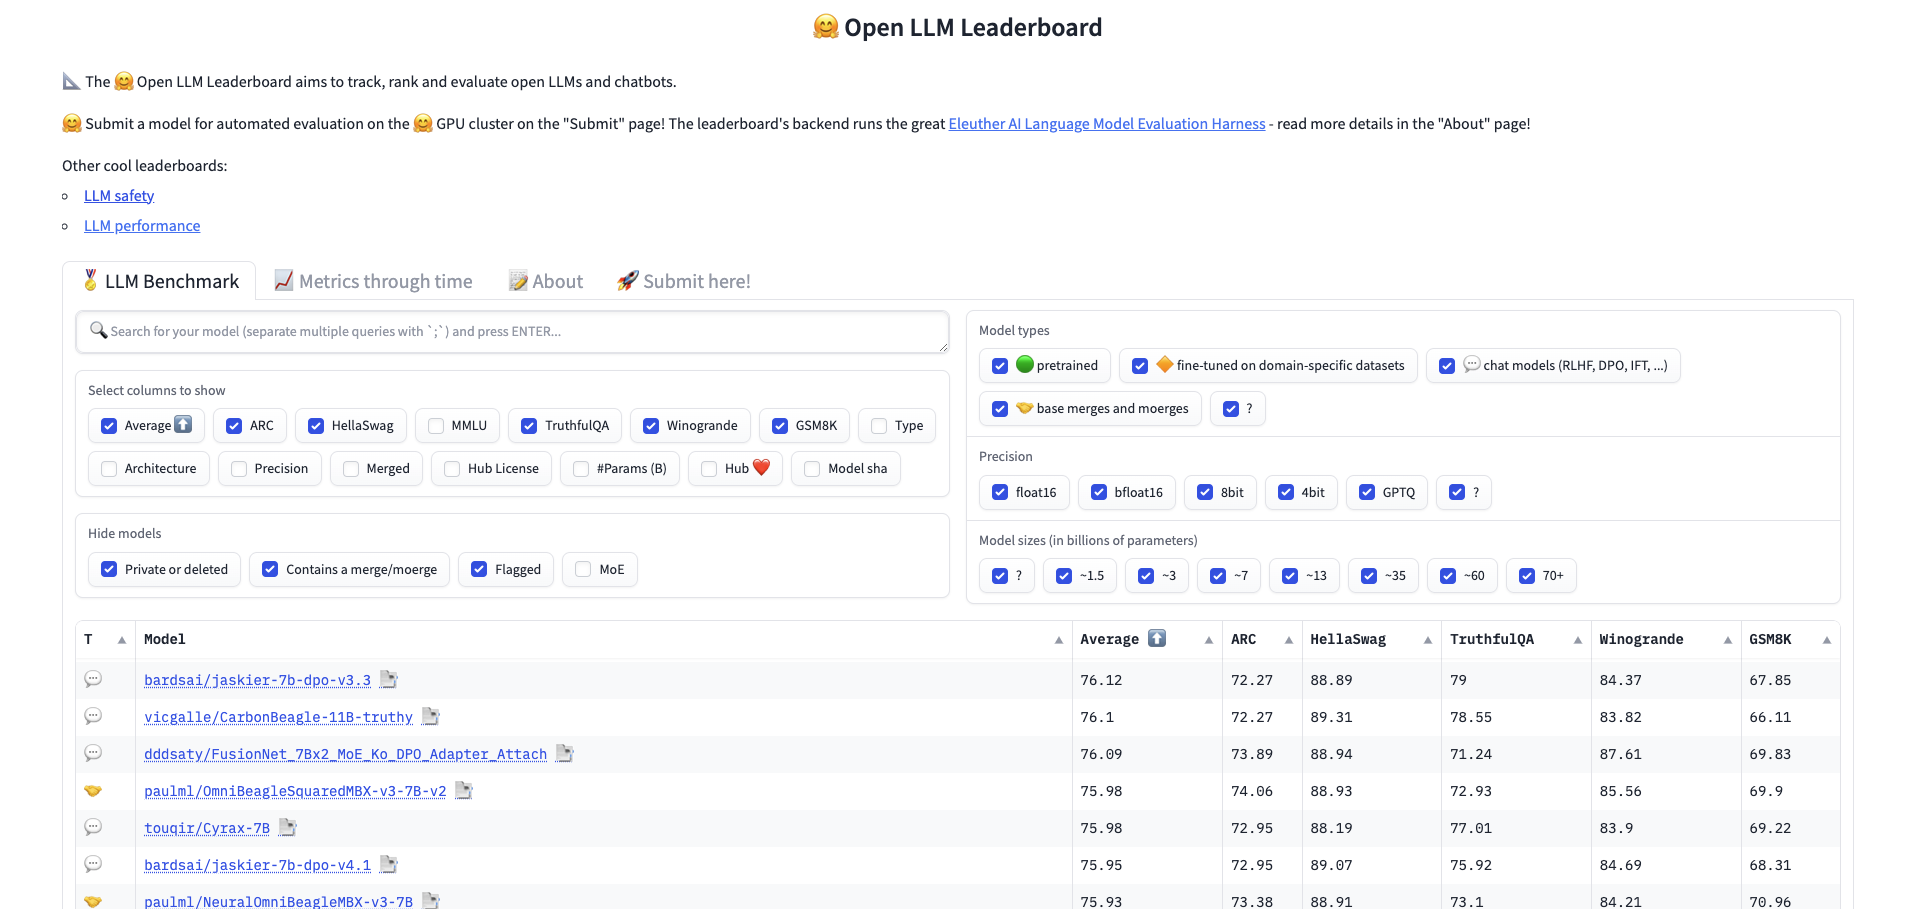 🤗 Open LLM Leaderboard
📐 The 🤗 Open LLM Leaderboard aims to track, rank and evaluate open LLMs and chatbots.
🤗 Submit a model for automated evaluation on the 🤗 GPU cluster on the "Submit" page! The leaderboard's backend runs the great Eleuther AI Language Model Evaluation Harness - read more details in the "About" page!
Other cool leaderboards:
LLM safety
LLM performance
🏅 LLM Benchmark 📈 Metrics through time 📝 About 🚀 Submit here!
🔍 Search for your model (separate multiple queries with `;`) and press ENTER...
Select columns to show
Average ⬆️ ARC HellaSwag MMLU TruthfulQA Winogrande GSM8K Type
Architecture Precision Merged Hub License #Params (B) Hub ❤️ Model sha
Hide models
Private or deleted Contains a merge/moerge Flagged MoE
Model types
🟢 pretrained 🔶 fine-tuned on domain-specific datasets 💬 chat models (RLHF, DPO, IFT, ...)
🤝 base merges and moerges ?
Precision
float16 bfloat16 8bit 4bit GPTQ ?
Model sizes (in billions of parameters)
? ~1.5 ~3 ~7 ~13 ~35 ~60 70+
T Model Average ⬆️ ARC HellaSwag TruthfulQA Winogrande GSM8K
💬 bardsai/jaskier-7b-dpo-v3.3 📑 76.12 72.27 88.89 79 84.37 67.85
💬 vicgalle/CarbonBeagle-11B-truthy 📑 76.1 72.27 89.31 78.55 83.82 66.11
💬 dddsaty/FusionNet_7Bx2_MoE_Ko_DPO_Adapter_Attach 📑 76.09 73.89 88.94 71.24 87.61 69.83
🤝 paulml/OmniBeagleSquaredMBX-v3-7B-v2 📑 75.98 74.06 88.93 72.93 85.56 69.9
💬 touqir/Cyrax-7B 📑 75.98 72.95 88.19 77.01 83.9 69.22
💬 bardsai/jaskier-7b-dpo-v4.1 📑 75.95 72.95 89.07 75.92 84.69 68.31
🤝 paulml/NeuralOmniBeagleMBX-v3-7B 📑 75.93 73.38 88.91 73.1 84.21 70.96